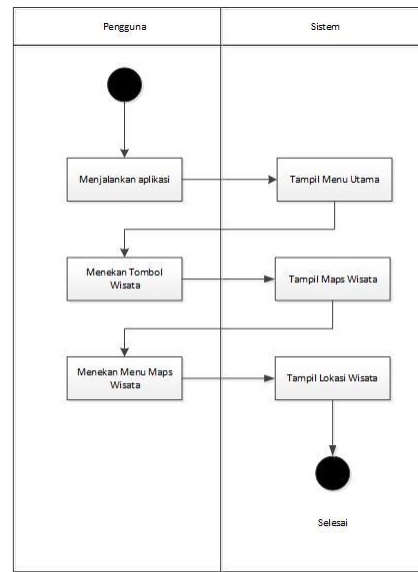 Pengguna
Sistem
Menjalankan aplikasi
Tampil Menu Utama
Menekan Tombol
Wisata
Tampil Maps Wisata
Menekan Menu Maps
Wisata
Tampil Lokasi Wisata
Selesai